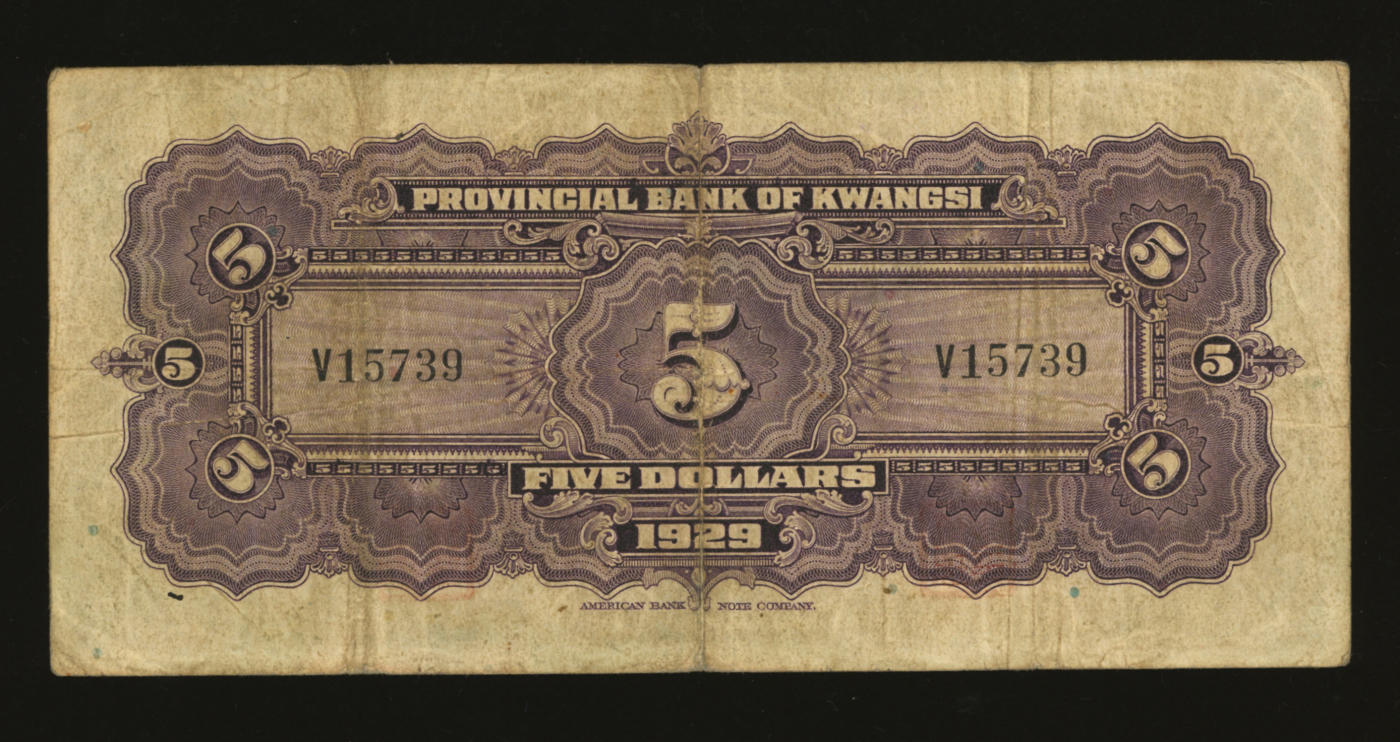 PROVINCIAL BANK OF KWANGSI
5 5
V15739 5 V15739
5 5
5 5
FIVE DOLLARS
1929
AMERICAN BANK NOTE COMPANY.